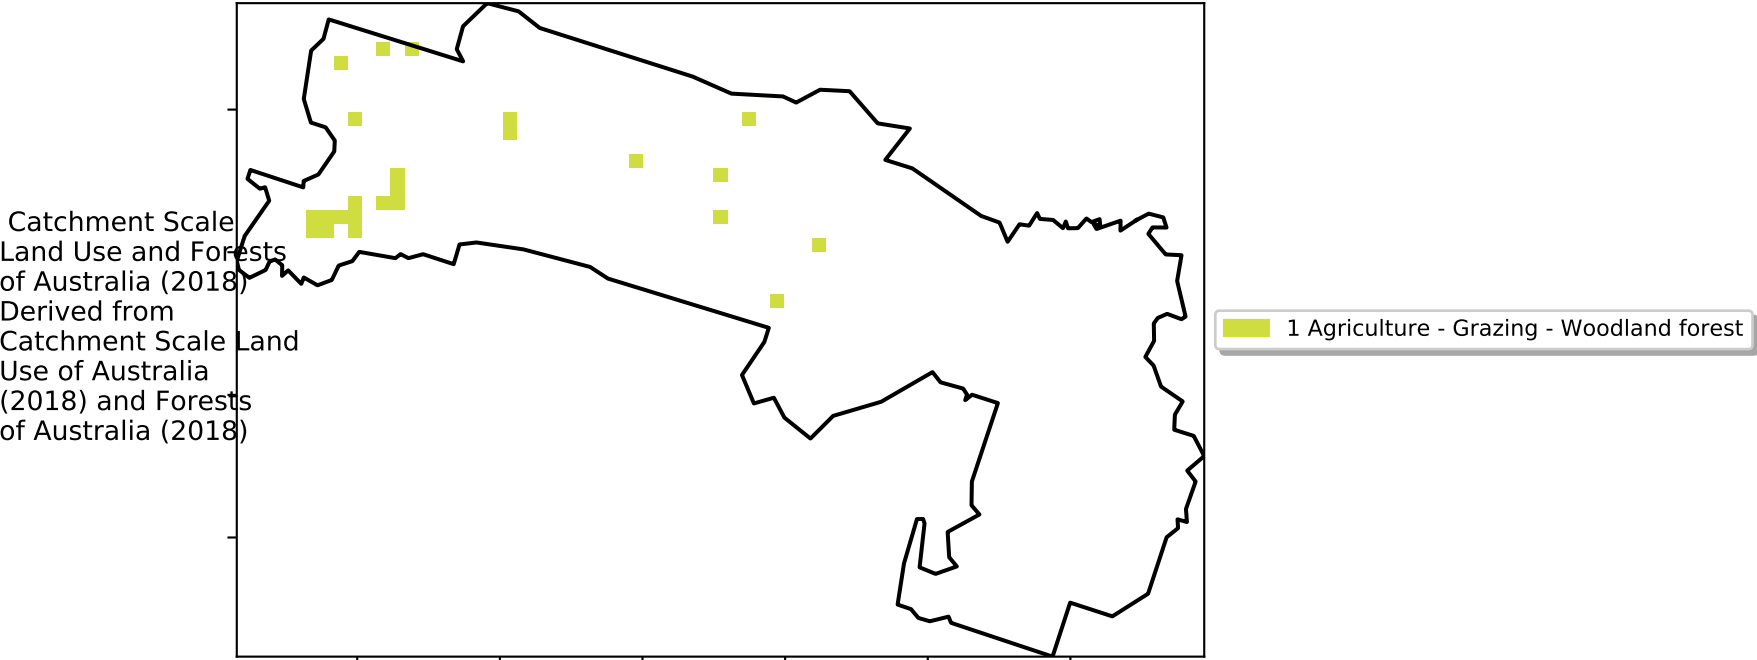 Catchment Scale
Land Use and Forests
of Australia (2018)
Derived from
Catchment Scale Land
Use of Australia
(2018) and Forests
of Australia (2018)
1 Agriculture - Grazing - Woodland forest